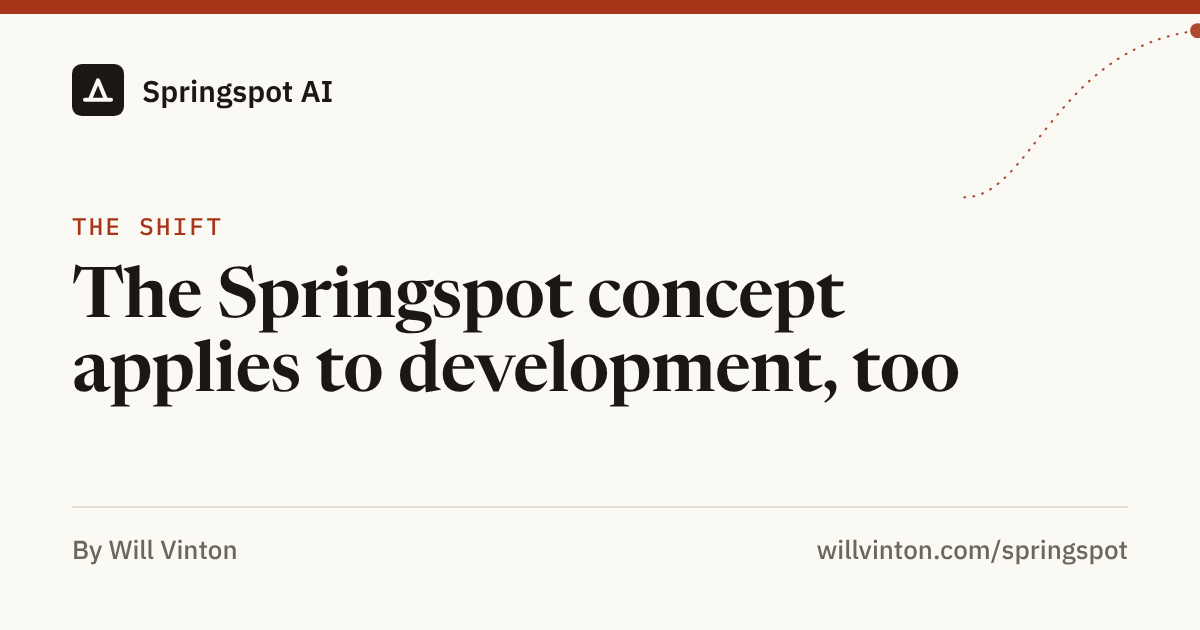 Springspot AI
THE SHIFT
The Springspot concept
applies to development, too
By Will Vinton
willvinton.com/springspot